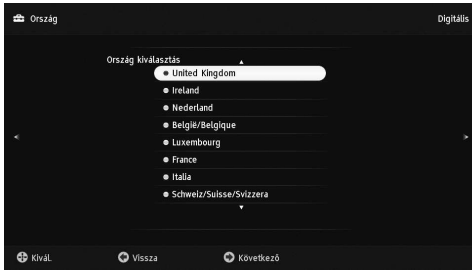 Ország
Digitális
Ország kiválasztás
United Kingdom
Ireland
Nederland
België/Belgique
Luxembourg
France
Italia
Schweiz/Suisse/Svizzera
Kivál.
Vissza
Következő